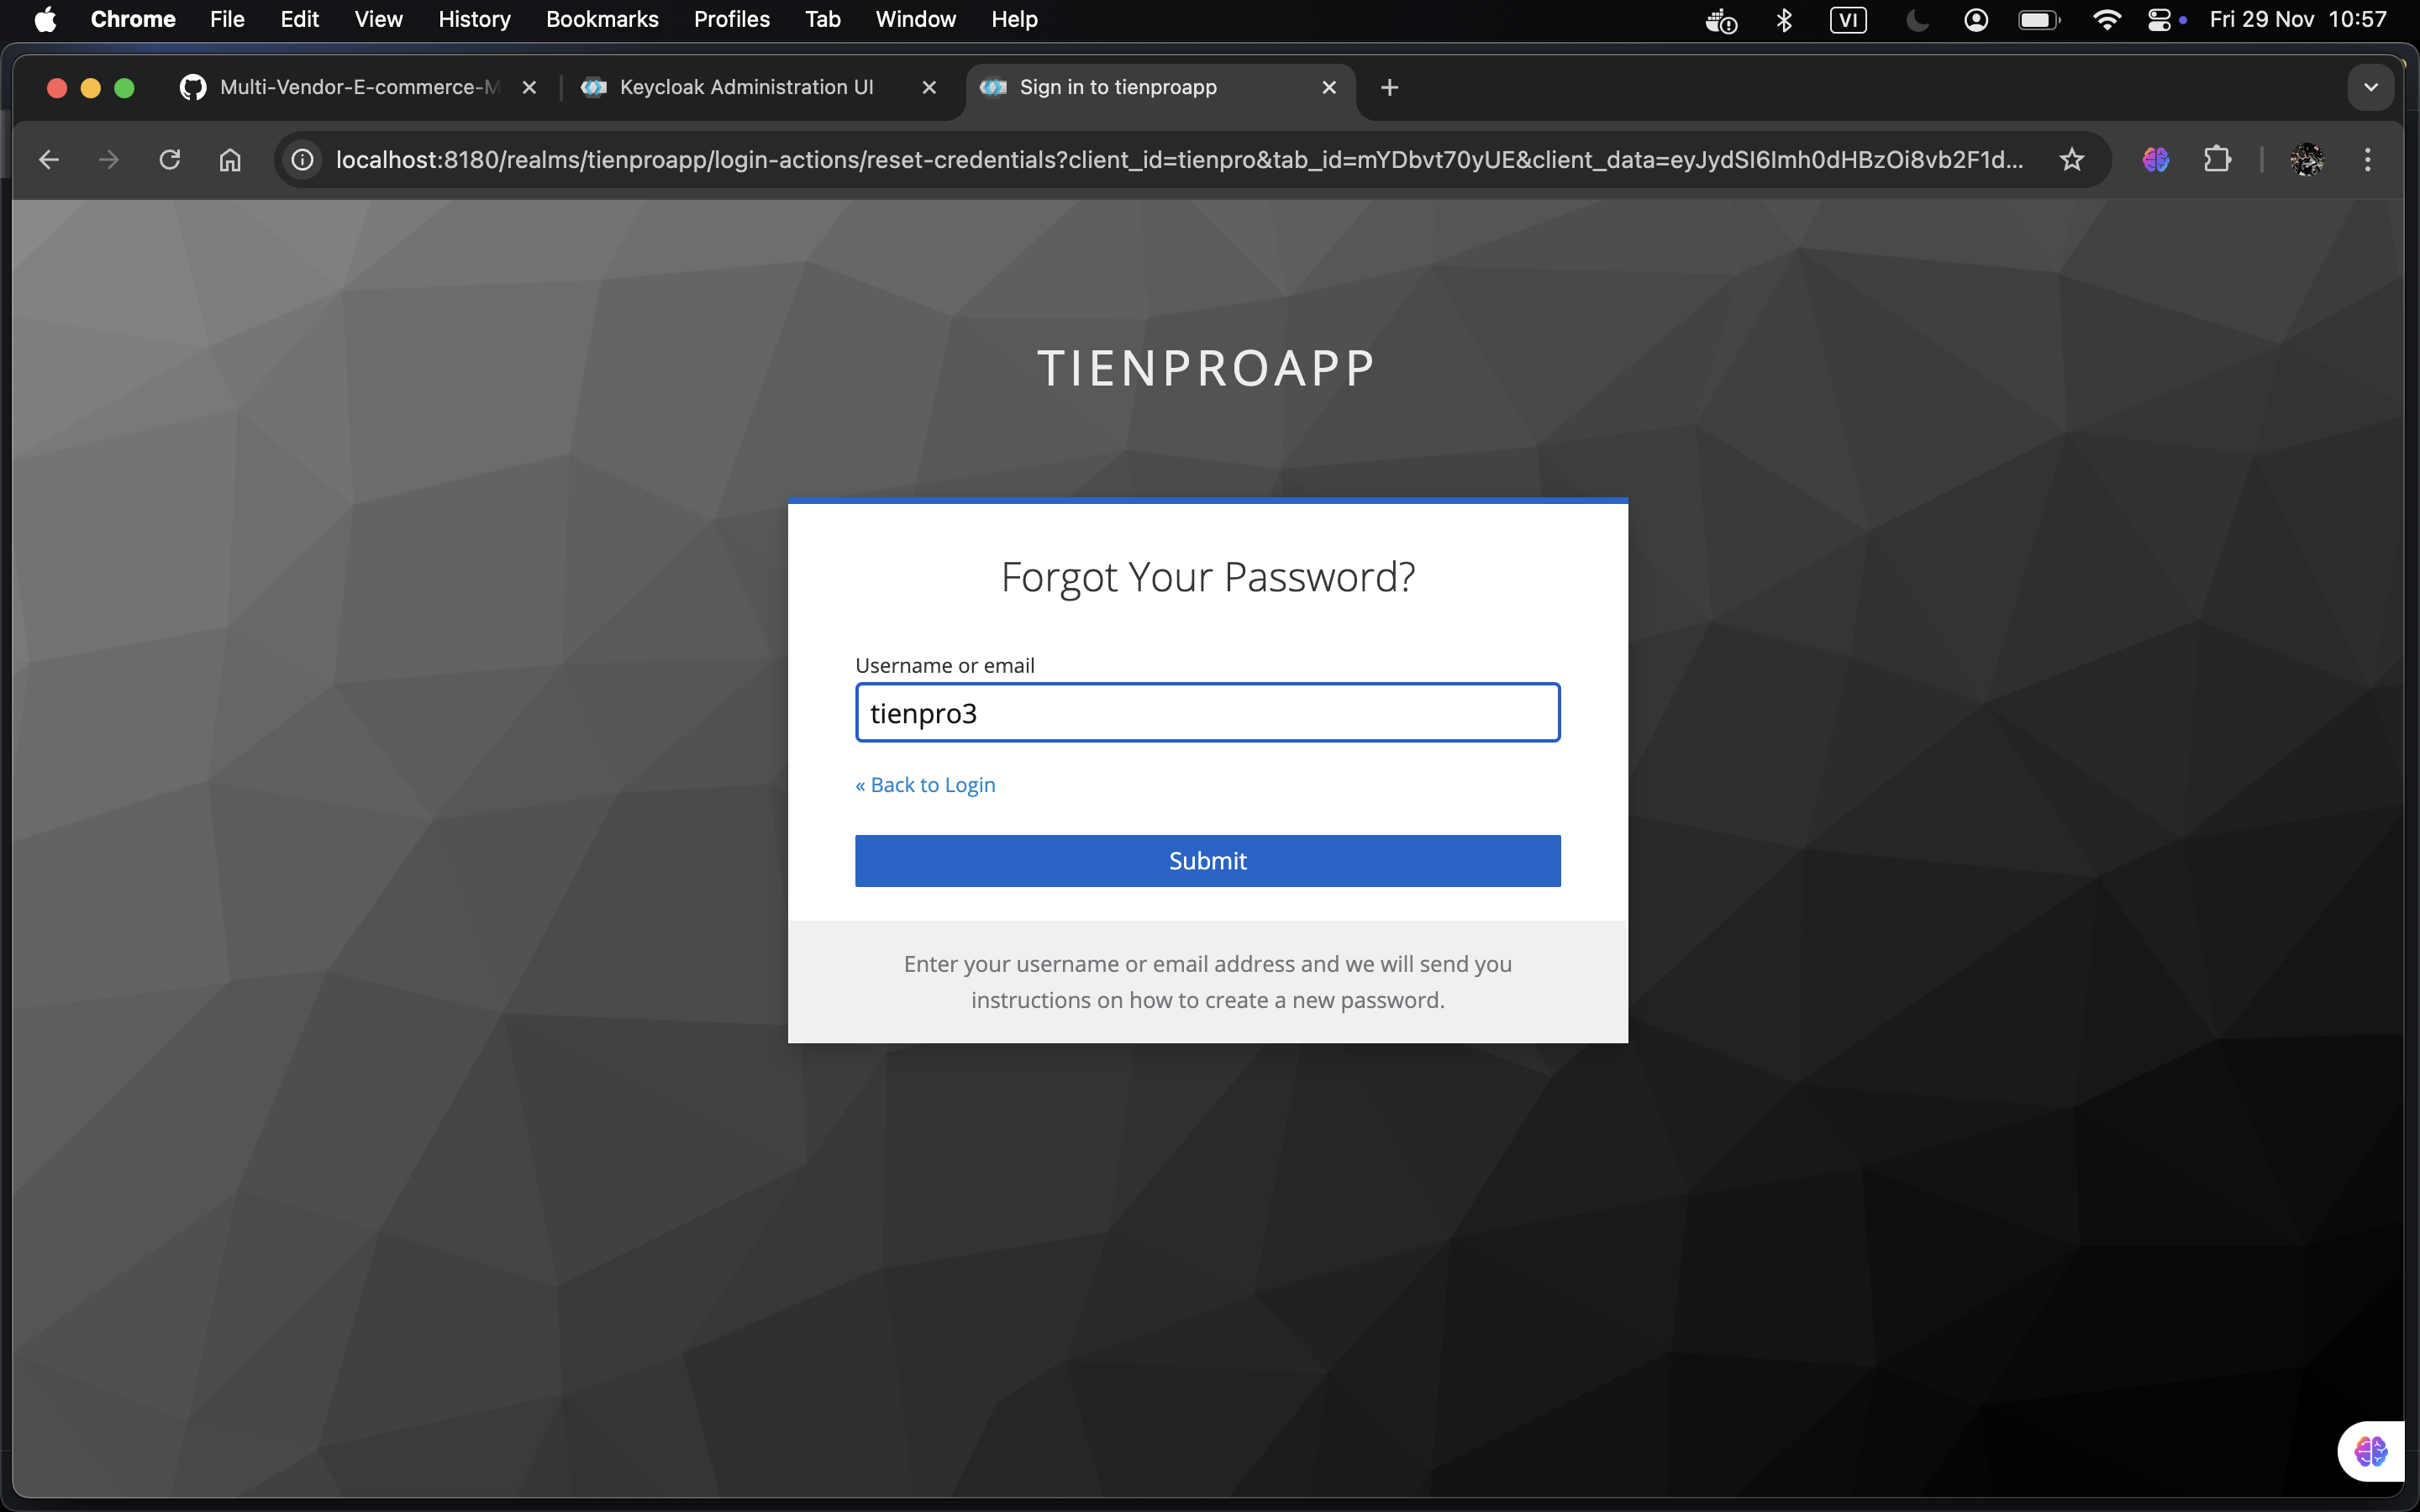 Chrome File Edit View History Bookmarks Profiles Tab Window Help VI Fri 29 Nov 10:57
Multi-Vendor-E-commerce-M Keycloak Administration UI Sign in to tienproapp
localhost:8180/realms/tienproapp/login-actions/reset-credentials?client_id=tienpro&tab_id=mYDbvt70yUE&client_data=eyJydSI6Imh0dHBzOi8vb2F1d...
TIENPROAPP
Forgot Your Password?
Username or email
tienpro3
« Back to Login
Submit
Enter your username or email address and we will send you
instructions on how to create a new password.